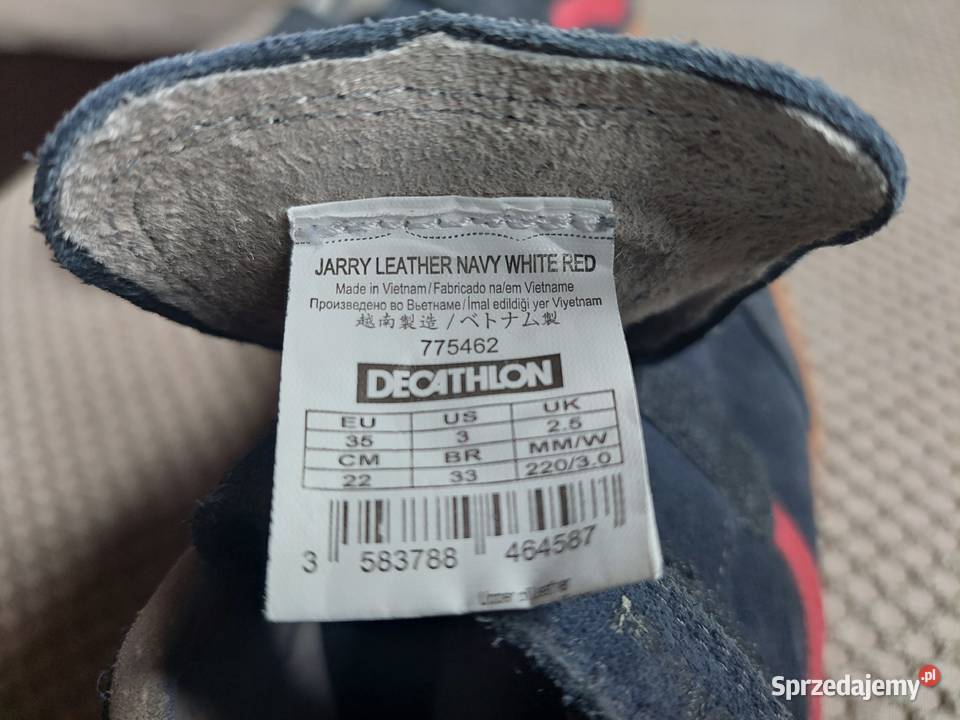 JARRY LEATHER NAVY WHITE RED
Made in Vietnam/Fabricado na/em Vietname
Произведено во Вьетнаме/İmal edildiği yer Viyetnam
越南製造/ベトナム製
775462
DECATHLON
EU US UK
35 3 2.5
CM BR MM/W
22 33 220/3.0
3 583788 464587
Leather
Sprzedajemy.pl